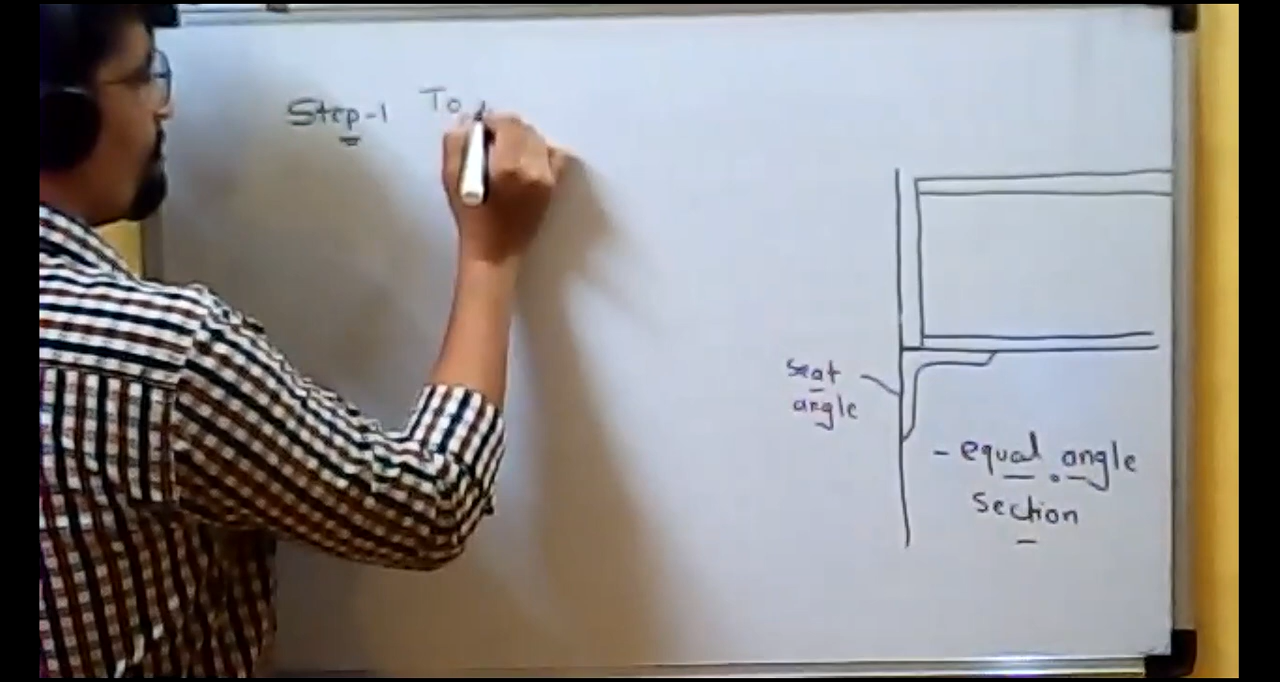 Step-1 To
seat
angle
- equal angle
section